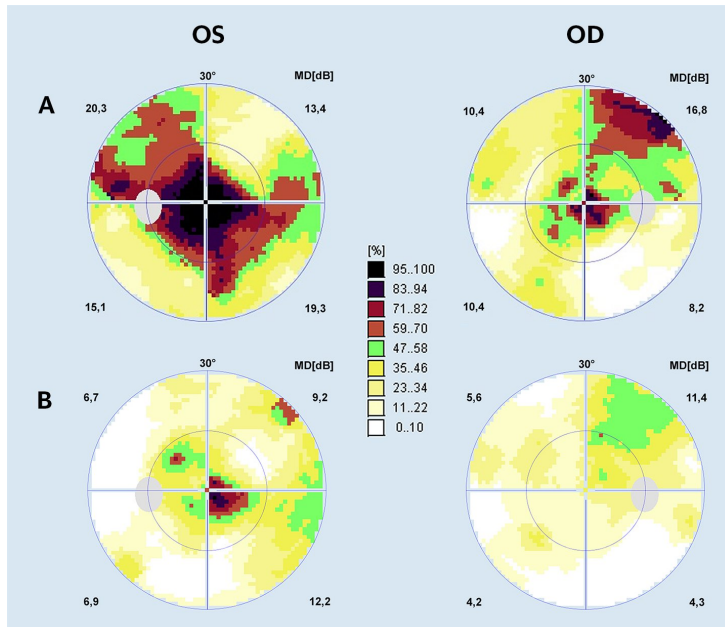 OS OD
30° MD[dB] 30° MD[dB]
A
20,3 13,4 10,4 16,8
[%]
95..100
83..94
71..82
59..70
47..58
35..46
23..34
11..22
0..10
15,1 19,3 10,4 8,2
30° MD[dB] 30° MD[dB]
B
6,7 9,2 5,6 11,4
6,9 12,2 4,2 4,3